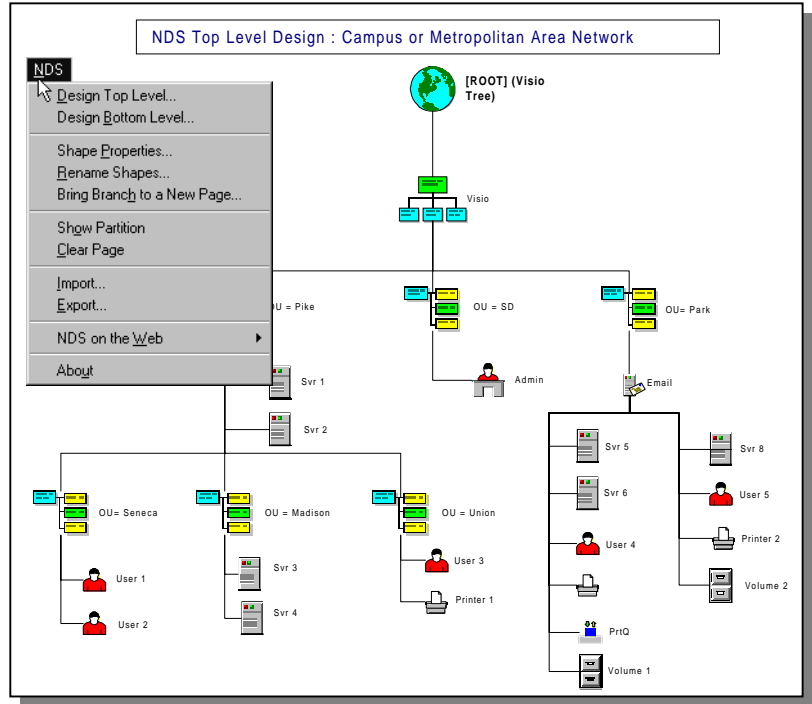 NDS Top Level Design : Campus or Metropolitan Area Network
NDS
Design Top Level...
Design Bottom Level...
Shape Properties...
Rename Shapes...
Bring Branch to a New Page...
Show Partition
Clear Page
Import...
Export...
NDS on the Web
About
[ROOT] (Visio
Tree)
Visio
OU = Pike
OU = SD
OU= Park
Svr 1
Admin
Email
Svr 2
Svr 5
Svr 8
Svr 6
User 5
OU= Seneca
OU = Madison
OU = Union
User 4
Printer 2
User 1
Svr 3
User 3
Volume 2
User 2
Svr 4
Printer 1
PrtQ
Volume 1